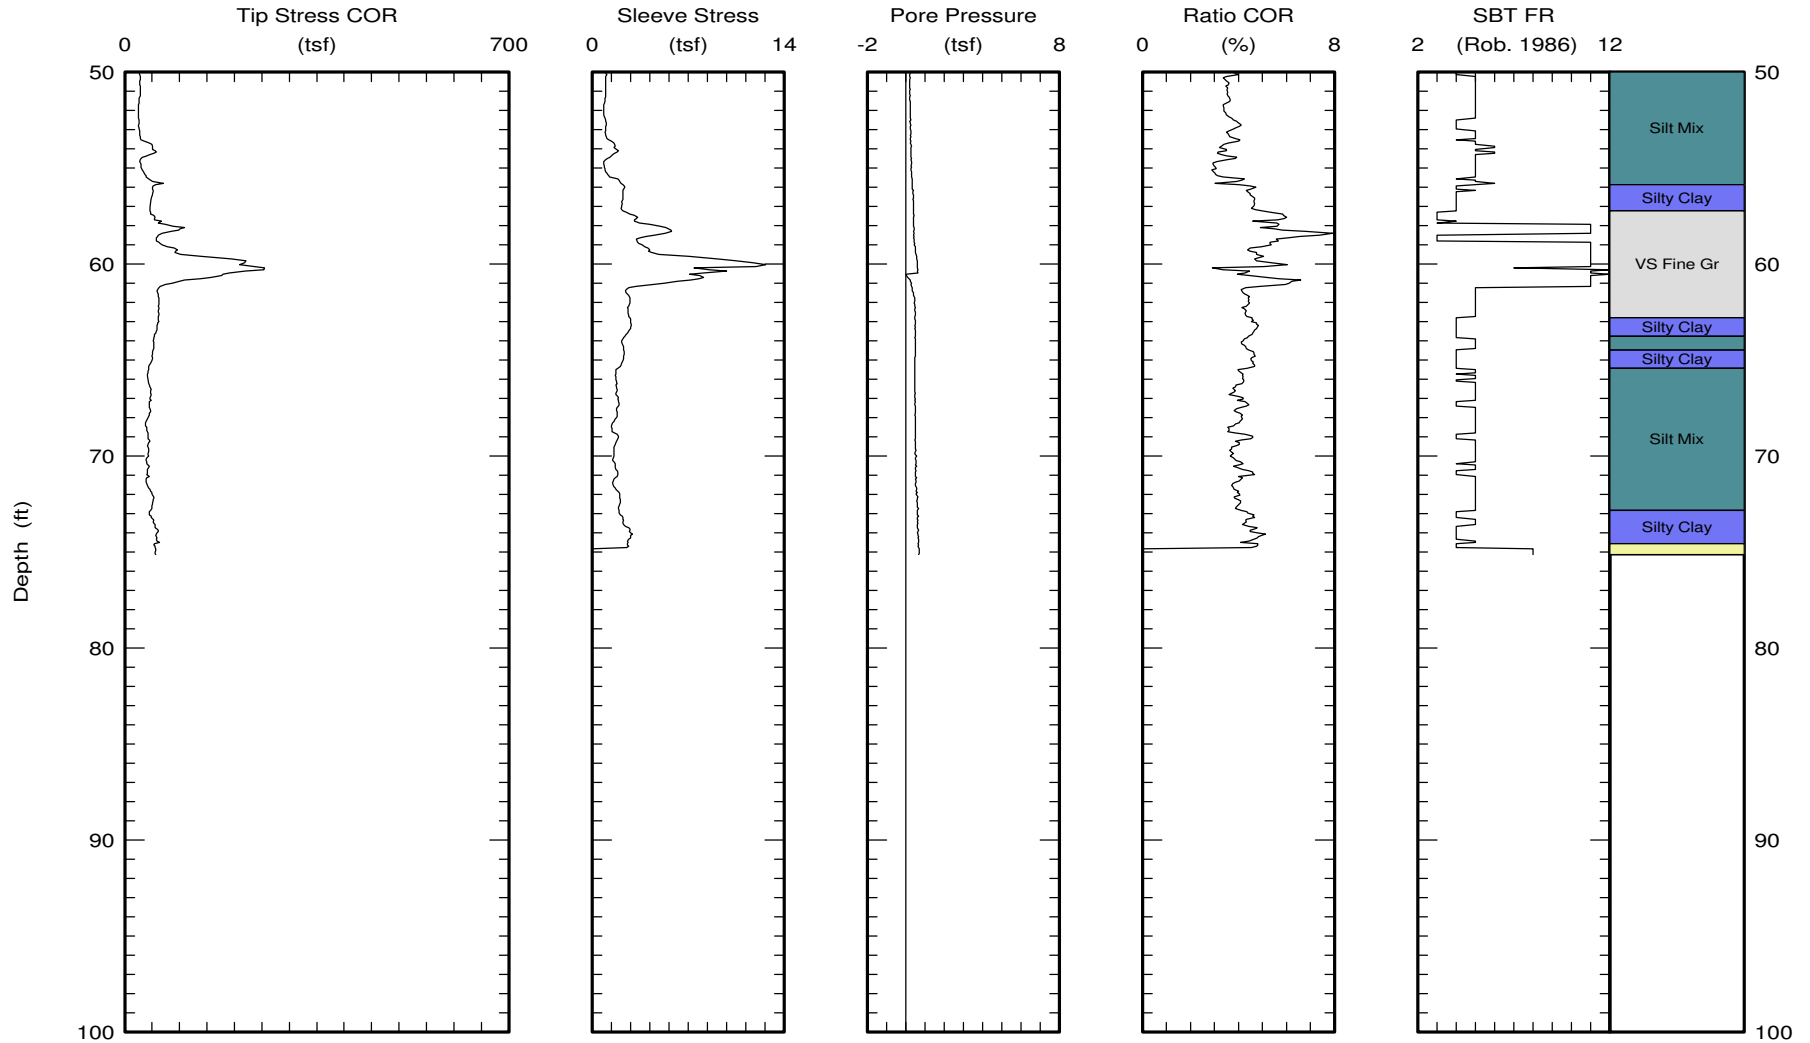 Tip Stress COR Sleeve Stress Pore Pressure Ratio COR SBT FR
0 (tsf) 700 0 (tsf) 14 -2 (tsf) 8 0 (%) 8 2 (Rob. 1986) 12
50 50
Silt Mix
Silty Clay
60 VS Fine Gr 60
Silty Clay
Silty Clay
Silt Mix
70 70
Silty Clay
Depth (ft)
80 80
90 90
100 100